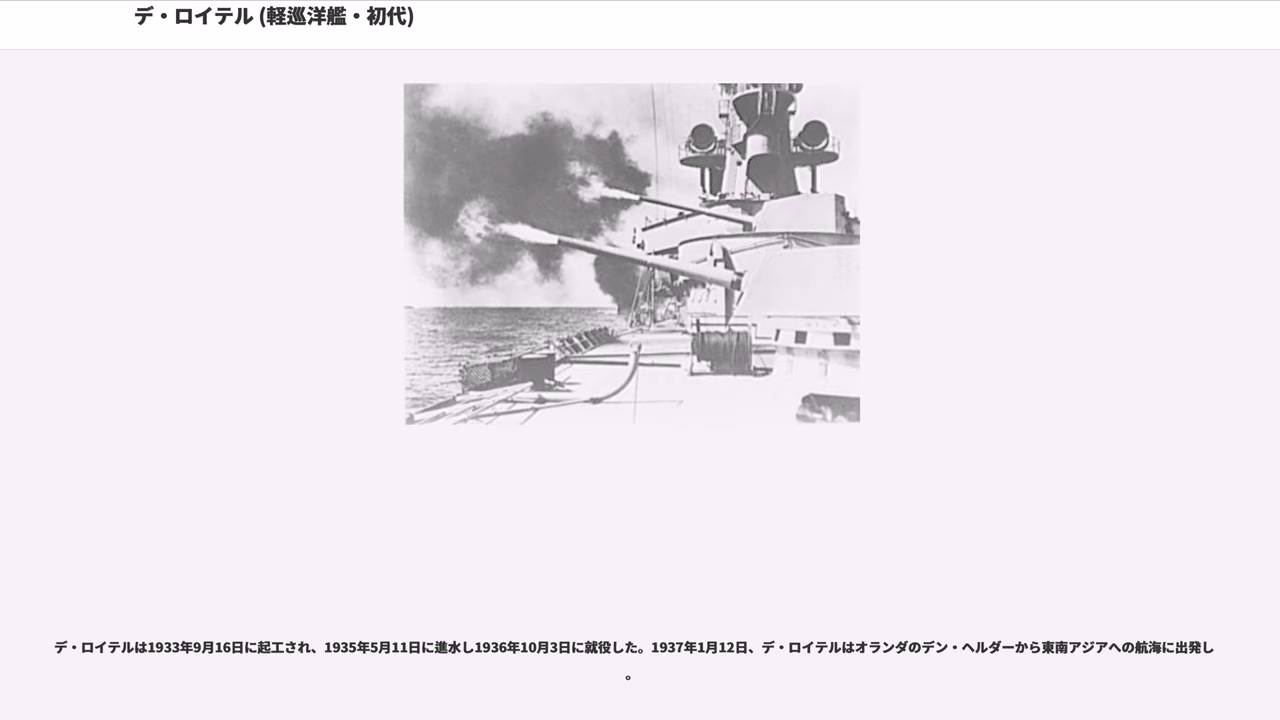 デ・ロイテル (軽巡洋艦・初代)
デ・ロイテルは1933年9月16日に起工され、1935年5月11日に進水し1936年10月3日に就役した。1937年1月12日、デ・ロイテルはオランダのデン・ヘルダーから東南アジアへの航海に出発し
。